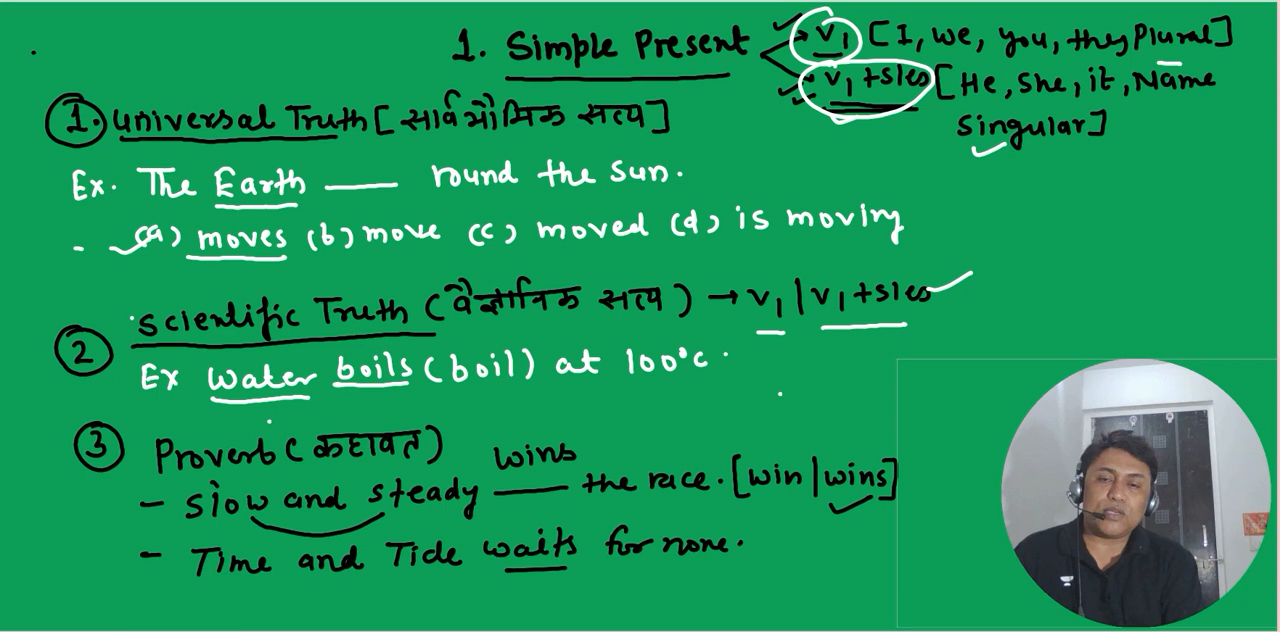 1. Simple Present
V1 [I, we, you, they Plural]
V1 + s/es [He, She, it, Name Singular]
1. universal Truth [सार्वभौमिक सत्य]
Ex. The Earth ___ round the Sun.
- (a) moves (b) move (c) moved (d) is moving
2 Scientific Truth (वैज्ञानिक सत्य) → V1 | V1 + s/es
Ex water boils (boil) at 100°c.
3 Proverb (कहावत)
wins
- Slow and steady ___ the race. [win | wins]
- Time and Tide waits for none.